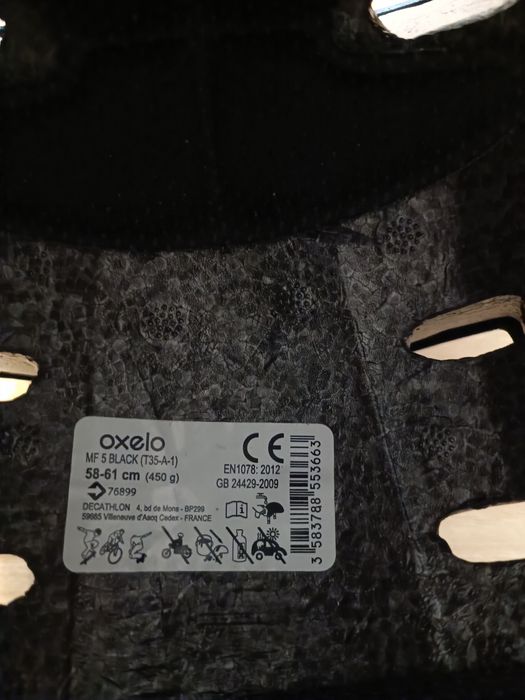 oxelo
MF 5 BLACK (T35-A-1)
58-61 cm (450 g)
76899
DECATHLON 4, bd de Mons - BP299
59665 Villeneuve d'Ascq Cedex - FRANCE
CE
EN1078: 2012
GB 24429-2009
3 583788 553663